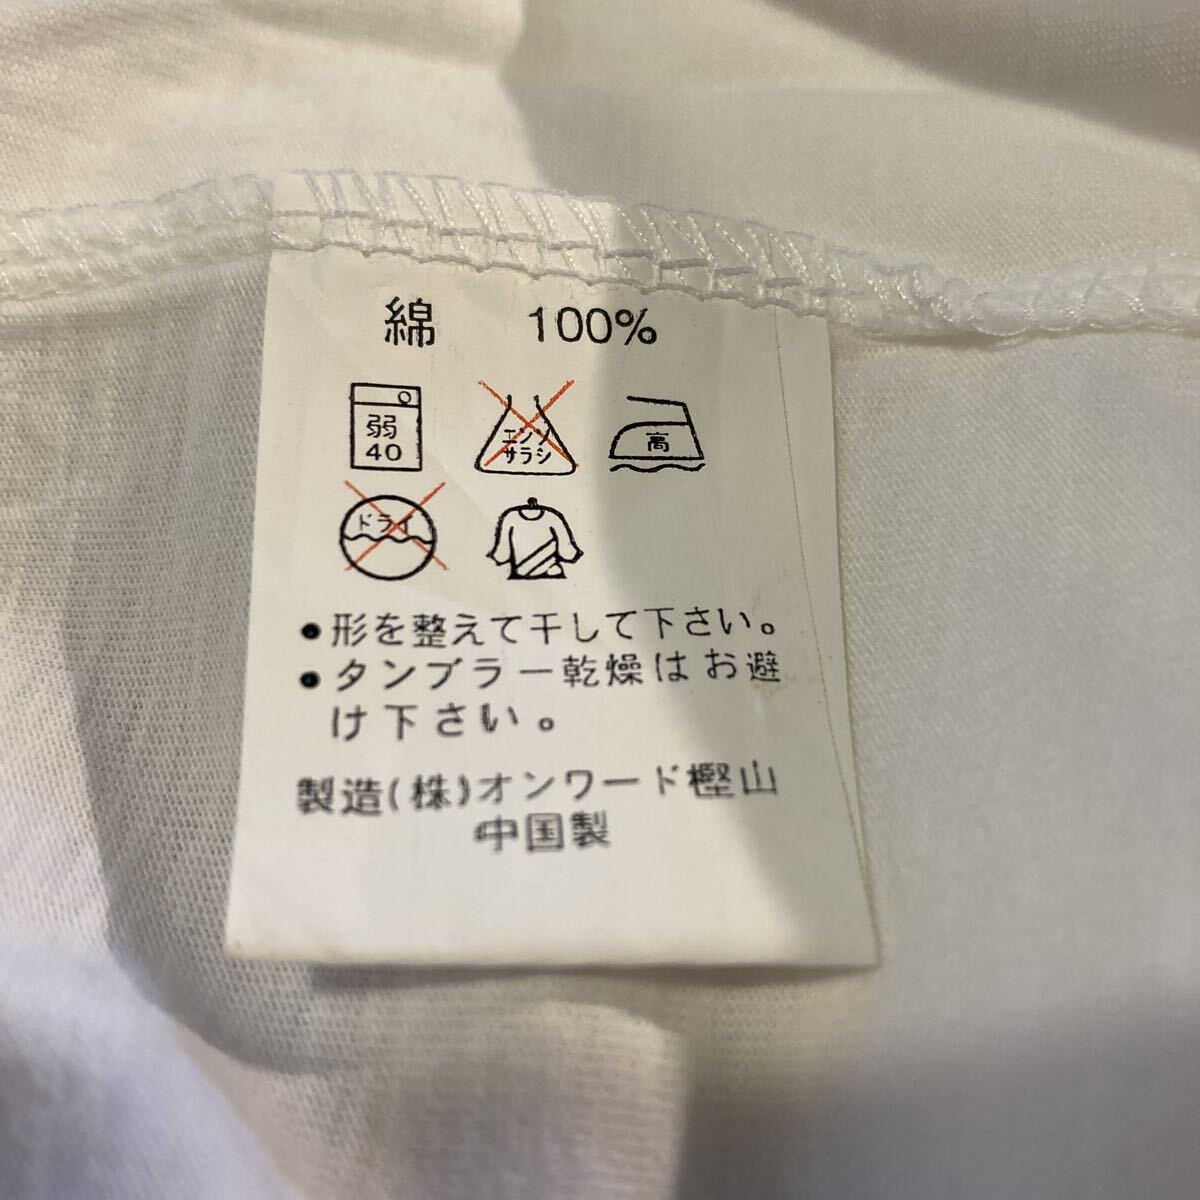 綿 100%
弱 エンソ 高
40 サラシ
ドライ
•形を整えて干して下さい。
•タンブラー乾燥はお避
け下さい。
製造(株)オンワード樫山
中国製